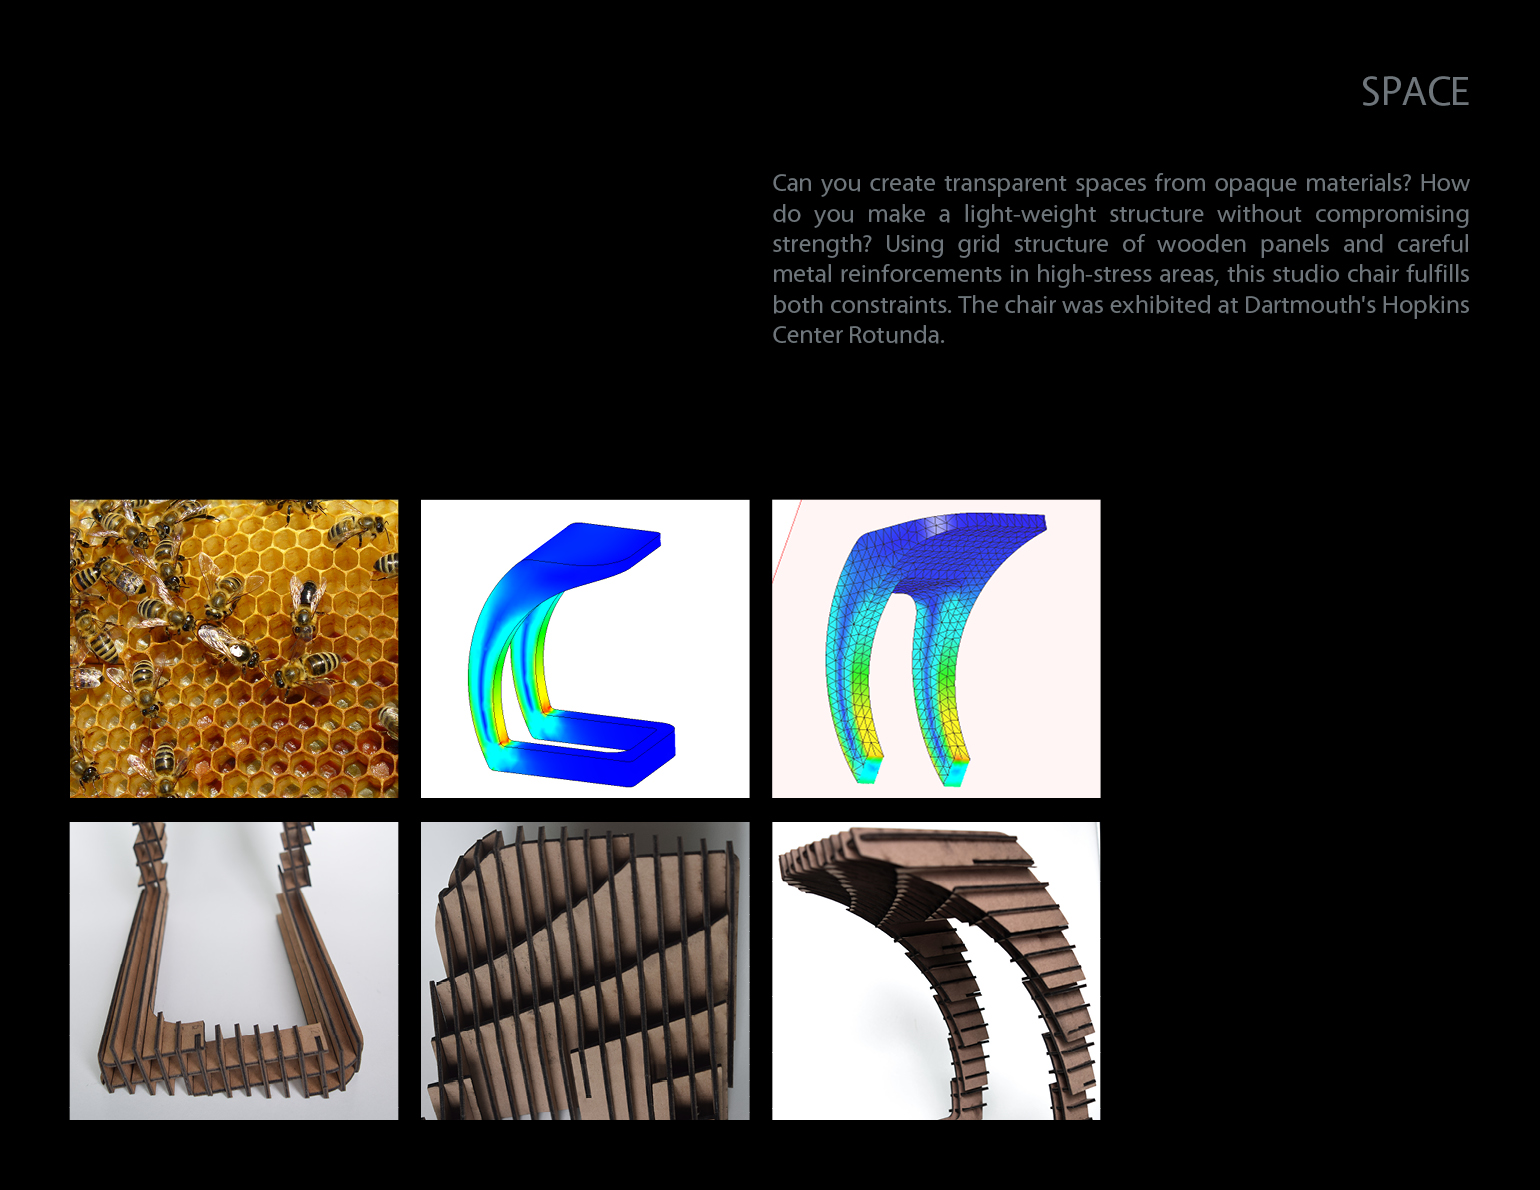 SPACE
Can you create transparent spaces from opaque materials? How
do you make a light-weight structure without compromising
strength? Using grid structure of wooden panels and careful
metal reinforcements in high-stress areas, this studio chair fulfills
both constraints. The chair was exhibited at Dartmouth's Hopkins
Center Rotunda.